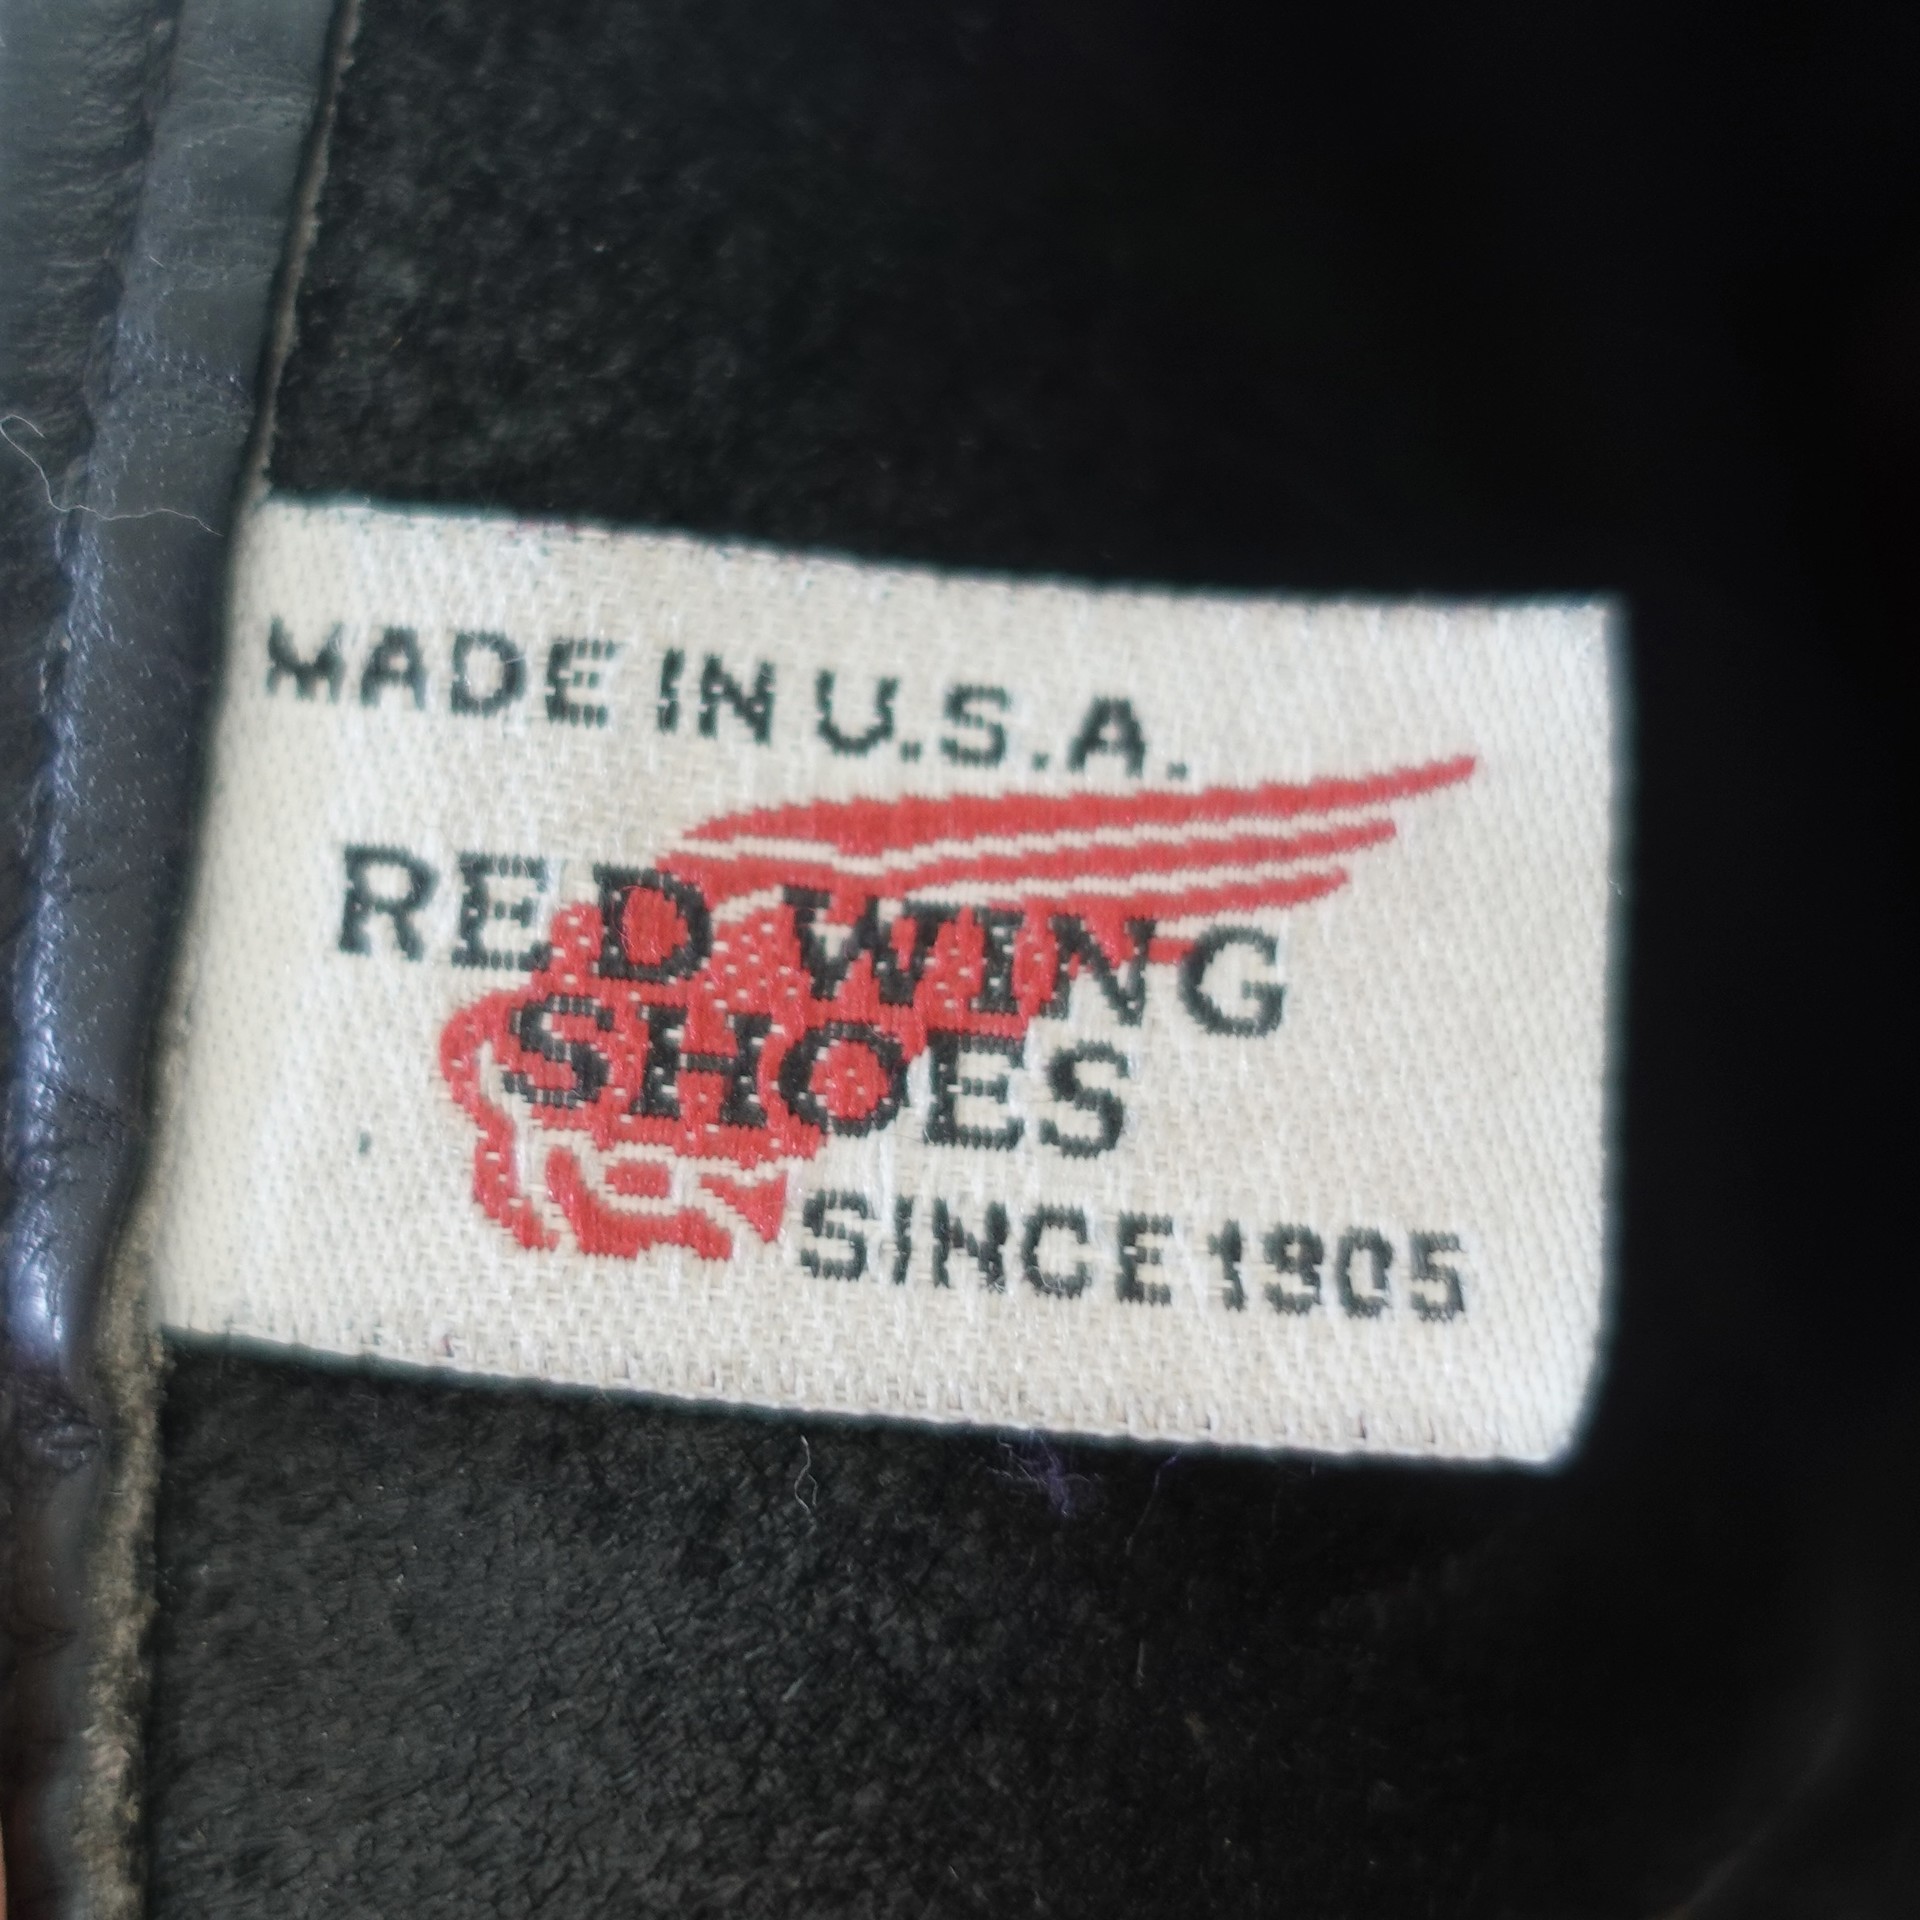 MADE IN U.S.A.
RED WING
SHOES
SINCE 1905